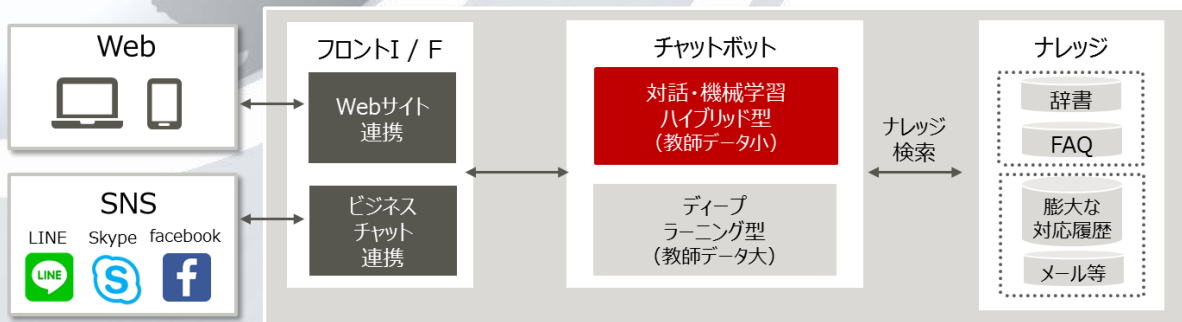 Web
SNS
LINE Skype facebook
LINE
フロントI / F
Webサイト
連携
ビジネス
チャット
連携
チャットボット
対話・機械学習
ハイブリッド型
（教師データ小）
ディープ
ラーニング型
（教師データ大）
ナレッジ
検索
ナレッジ
辞書
FAQ
膨大な
対応履歴
メール等